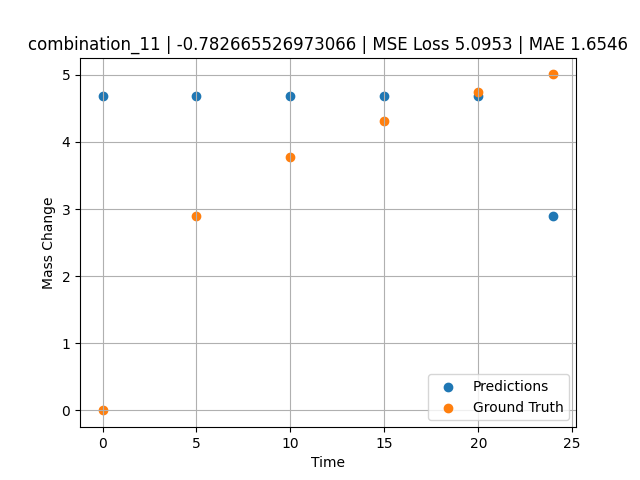 combination_11 | -0.782665526973066 | MSE Loss 5.0953 | MAE 1.6546
5
4
3
2
1
0
Mass Change
0 5 10 15 20 25
Time
Predictions
Ground Truth